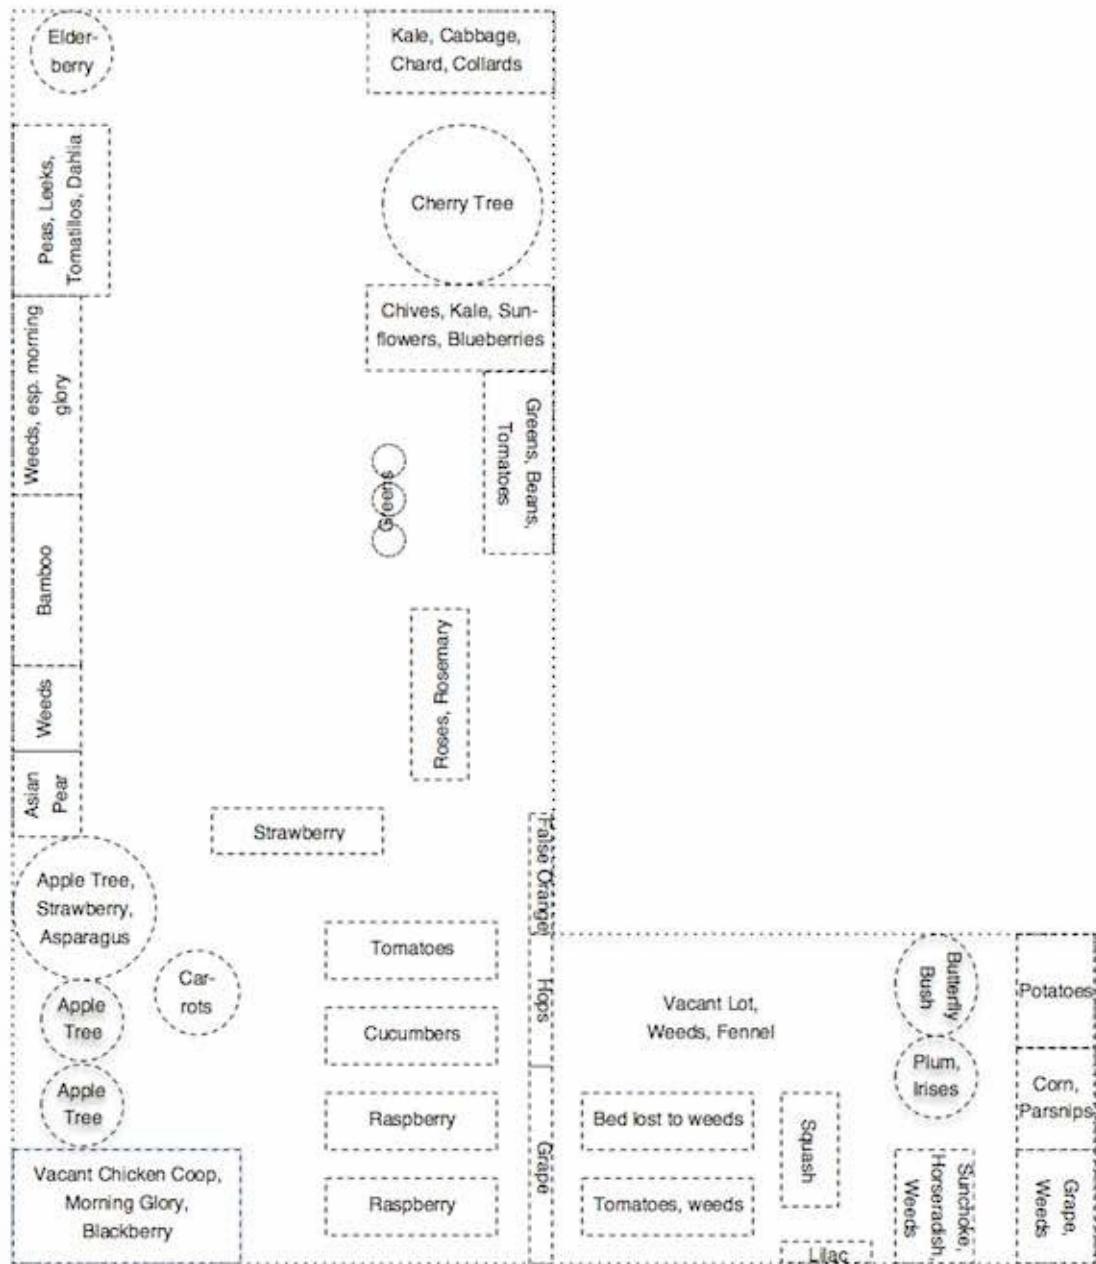 Elder-
berry
Kale, Cabbage,
Chard, Collards
Peas, Leeks,
Tomatillos, Dahlia
Cherry Tree
Weeds, esp. morning
glory
Chives, Kale, Sun-
flowers, Blueberries
Greens, Beans,
Tomatoes
Greens
Bamboo
Roses, Rosemary
Weeds
Asian
Pear
Strawberry
False Orange
Apple Tree,
Strawberry,
Asparagus
Tomatoes
Car-
rots
Hops
Vacant Lot,
Weeds, Fennel
Butterfly
Bush
Potatoes
Apple
Tree
Cucumbers
Plum,
Irises
Corn,
Parsnips
Apple
Tree
Raspberry
Grape
Bed lost to weeds
Squash
Vacant Chicken Coop,
Morning Glory,
Blackberry
Raspberry
Tomatoes, weeds
Sunchoke,
Horseradish,
Weeds
Grape,
Weeds
Lilac